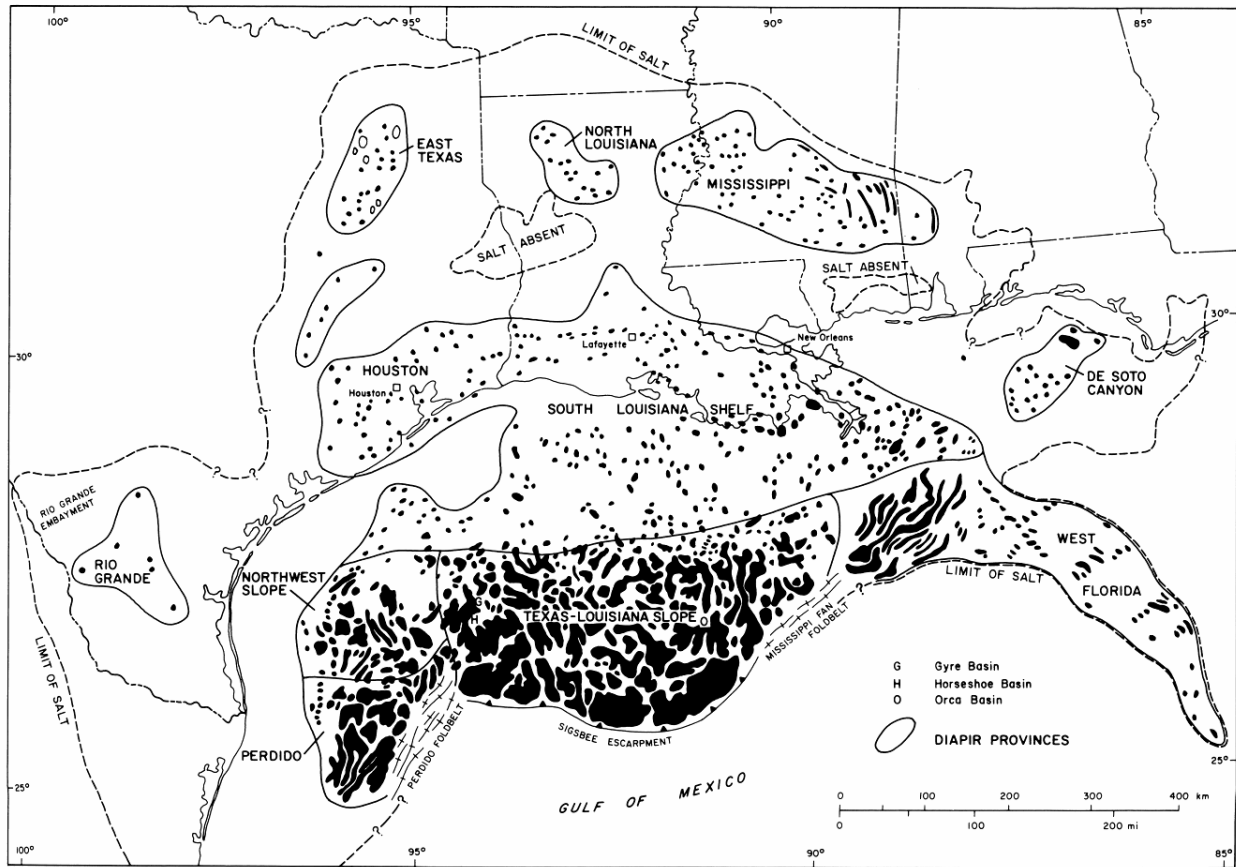 100°
95°
90°
85°
LIMIT OF SALT
EAST
TEXAS
NORTH
LOUISIANA
MISSISSIPPI
SALT ABSENT
SALT ABSENT
30°
30°
?
?
?
Lafayette
New Orleans
HOUSTON
Houston
DE SOTO
CANYON
SOUTH LOUISIANA SHELF
?
?
?
RIO GRANDE
EMBAYMENT
RIO
GRANDE
NORTHWEST
SLOPE
WEST
FLORIDA
LIMIT OF SALT
?
G
H
TEXAS-LOUISIANA SLOPE
O
MISSISSIPPI FAN
FOLDBELT
LIMIT OF SALT
G Gyre Basin
H Horseshoe Basin
O Orca Basin
DIAPIR PROVINCES
PERDIDO
PERDIDO FOLDBELT
SIGSBEE ESCARPMENT
25°
25°
?
?
GULF OF MEXICO
0 100 200 300 400 km
0 100 200 mi
100°
95°
90°
85°